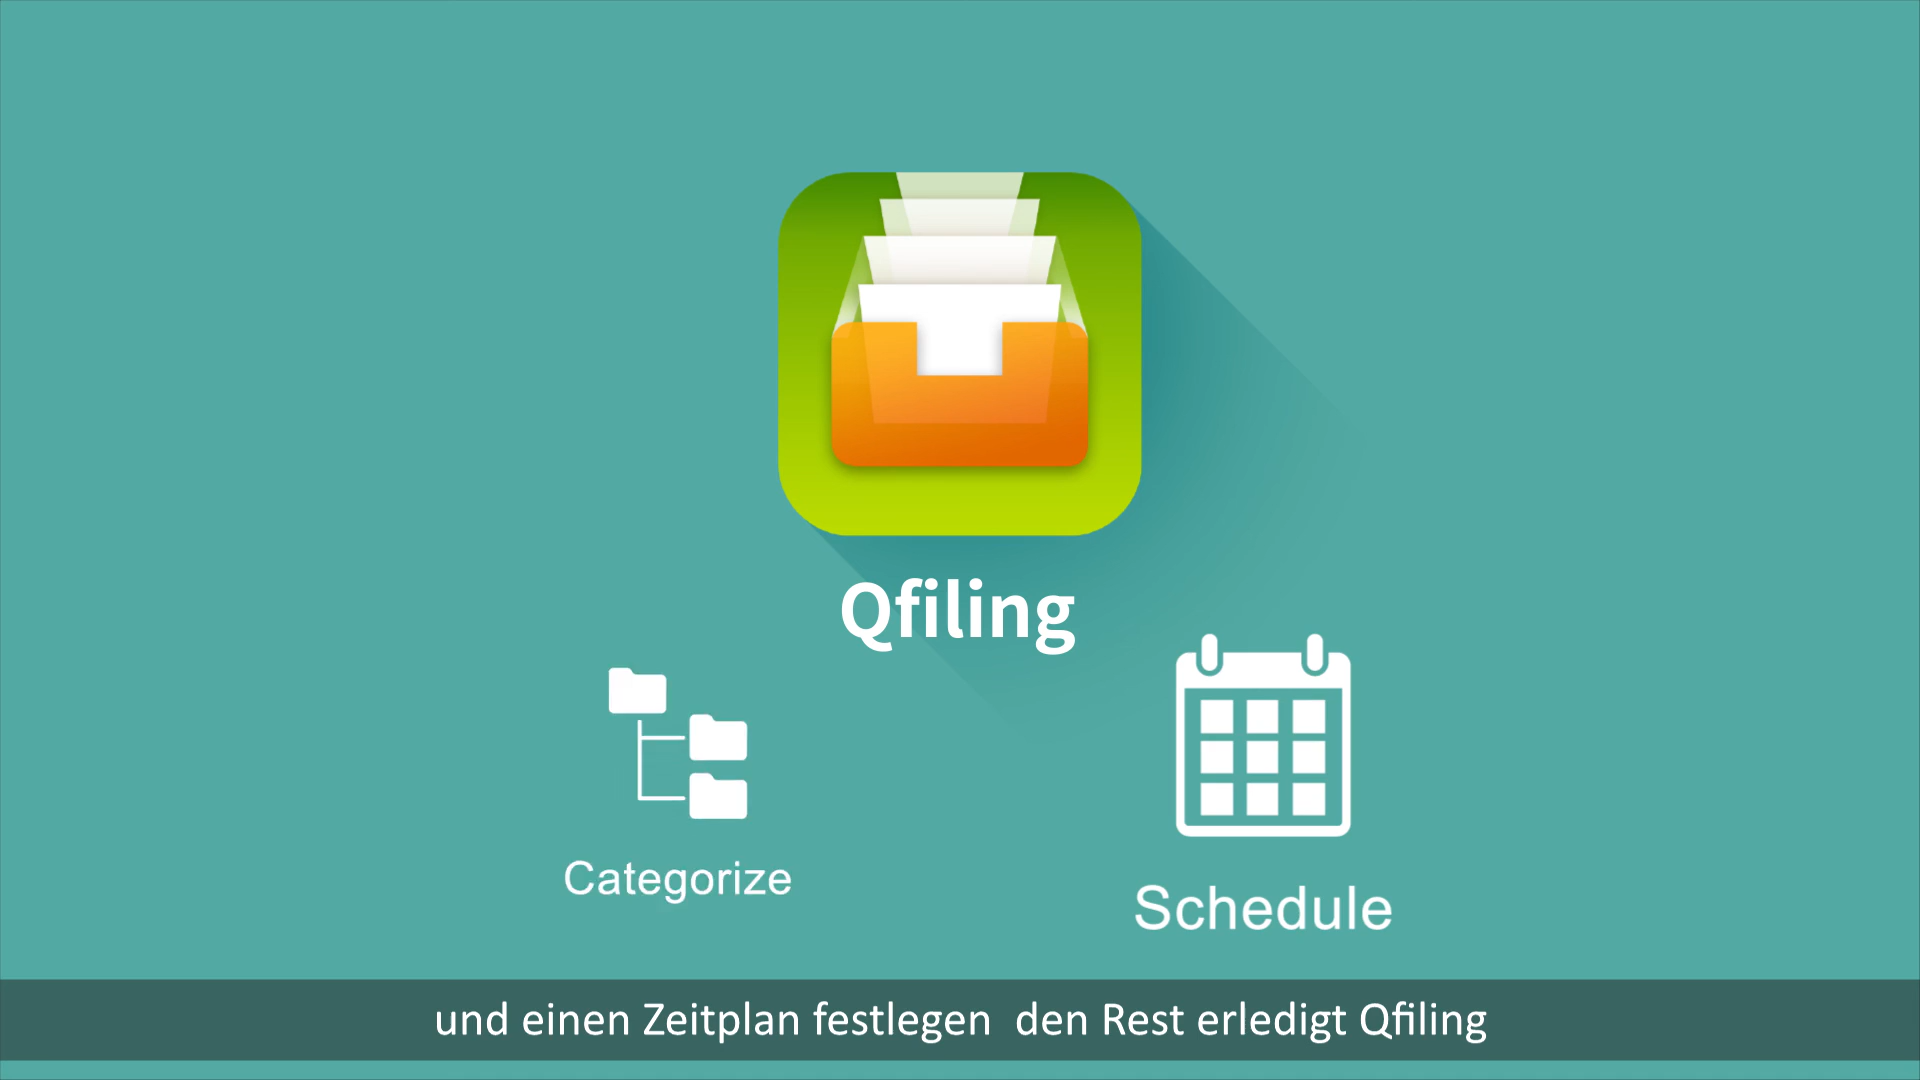 Qfiling
Categorize
Schedule
und einen Zeitplan festlegen  den Rest erledigt Qfiling